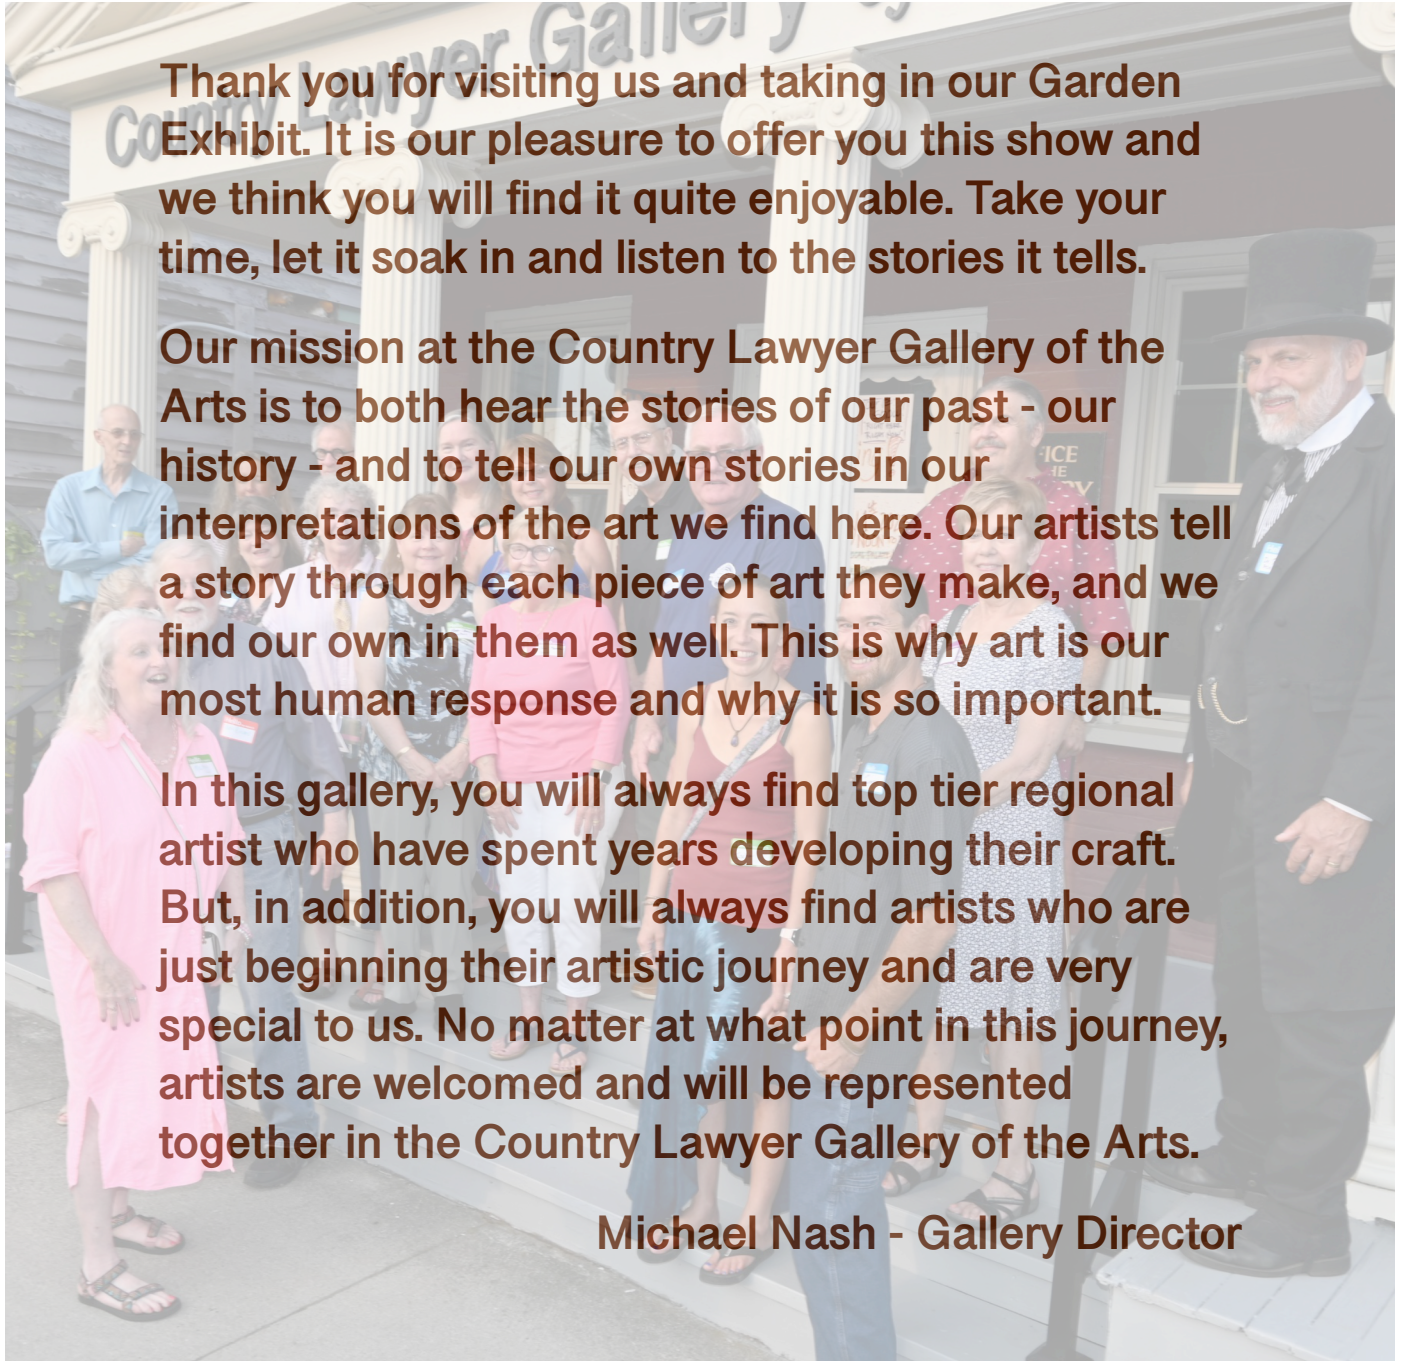 Country Lawyer Gallery
Thank you for visiting us and taking in our Garden
Exhibit. It is our pleasure to offer you this show and
we think you will find it quite enjoyable. Take your
time, let it soak in and listen to the stories it tells.
Our mission at the Country Lawyer Gallery of the
Arts is to both hear the stories of our past - our
history - and to tell our own stories in our
interpretations of the art we find here. Our artists tell
a story through each piece of art they make, and we
find our own in them as well. This is why art is our
most human response and why it is so important.
In this gallery, you will always find top tier regional
artist who have spent years developing their craft.
But, in addition, you will always find artists who are
just beginning their artistic journey and are very
special to us. No matter at what point in this journey,
artists are welcomed and will be represented
together in the Country Lawyer Gallery of the Arts.
Michael Nash - Gallery Director